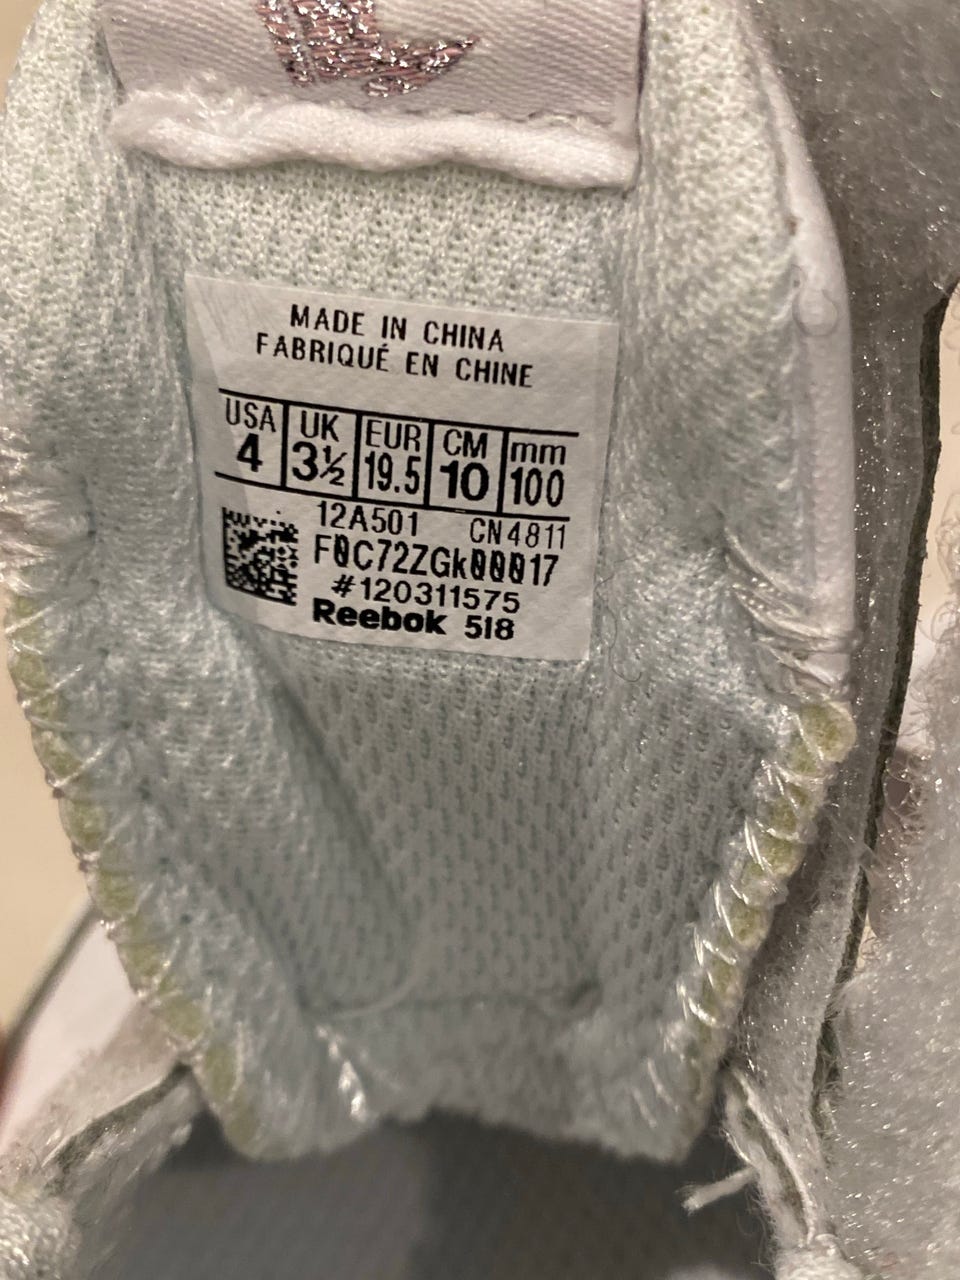 MADE IN CHINA
FABRIQUÉ EN CHINE
USA UK EUR CM mm
4 3½ 19.5 10 100
12A501 CN4811
F0C72ZGk00017
#120311575
Reebok 518